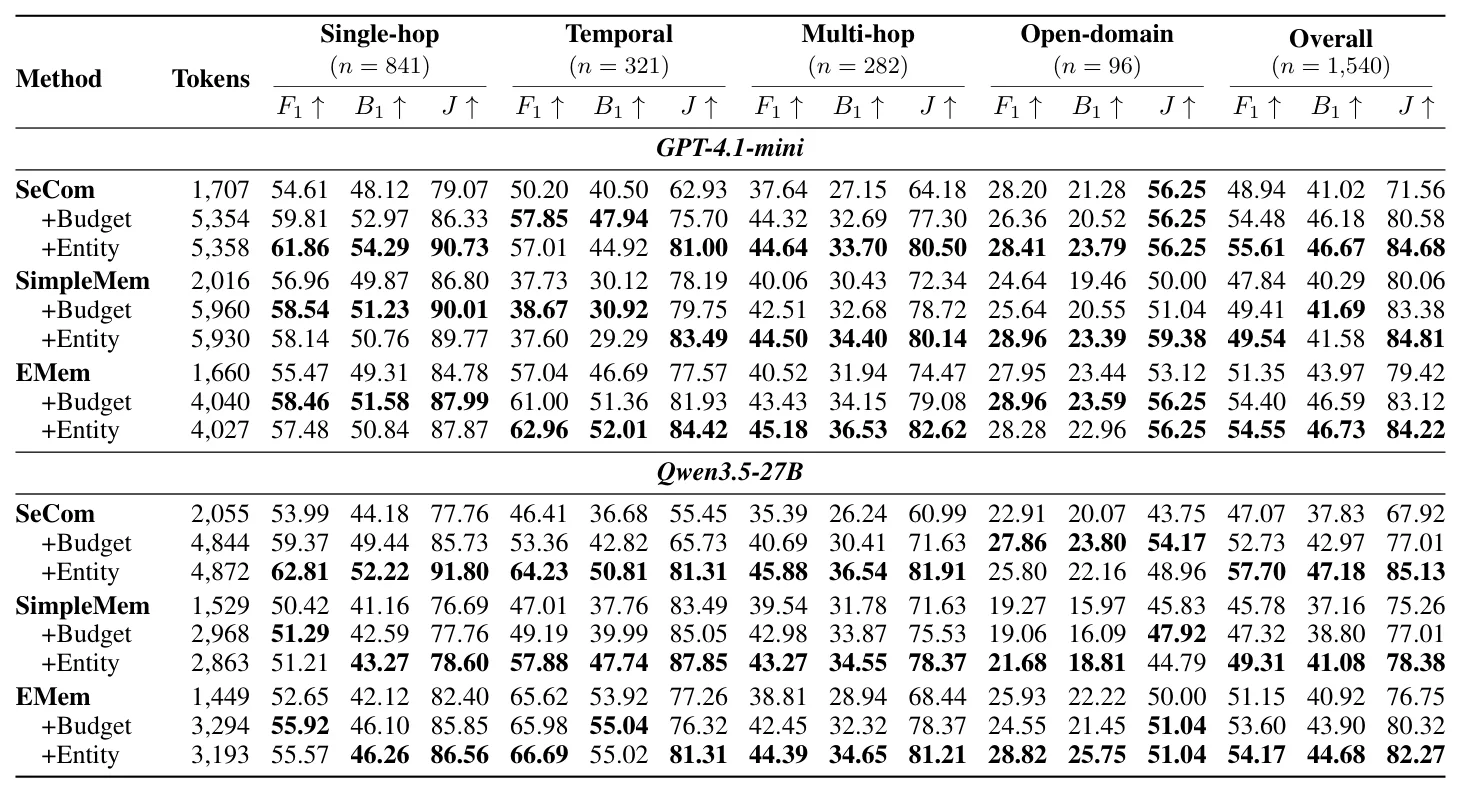 Method Tokens Single-hop Temporal Multi-hop Open-domain Overall
(n = 841) (n = 321) (n = 282) (n = 96) (n = 1,540)
F1 ↑ B1 ↑ J ↑ F1 ↑ B1 ↑ J ↑ F1 ↑ B1 ↑ J ↑ F1 ↑ B1 ↑ J ↑ F1 ↑ B1 ↑ J ↑
GPT-4.1-mini
SeCom 1,707 54.61 48.12 79.07 50.20 40.50 62.93 37.64 27.15 64.18 28.20 21.28 56.25 48.94 41.02 71.56
+Budget 5,354 59.81 52.97 86.33 57.85 47.94 75.70 44.32 32.69 77.30 26.36 20.52 56.25 54.48 46.18 80.58
+Entity 5,358 61.86 54.29 90.73 57.01 44.92 81.00 44.64 33.70 80.50 28.41 23.79 56.25 55.61 46.67 84.68
SimpleMem 2,016 56.96 49.87 86.80 37.73 30.12 78.19 40.06 30.43 72.34 24.64 19.46 50.00 47.84 40.29 80.06
+Budget 5,960 58.54 51.23 90.01 38.67 30.92 79.75 42.51 32.68 78.72 25.64 20.55 51.04 49.41 41.69 83.38
+Entity 5,930 58.14 50.76 89.77 37.60 29.29 83.49 44.50 34.40 80.14 28.96 23.39 59.38 49.54 41.58 84.81
EMem 1,660 55.47 49.31 84.78 57.04 46.69 77.57 40.52 31.94 74.47 27.95 23.44 53.12 51.35 43.97 79.42
+Budget 4,040 58.46 51.58 87.99 61.00 51.36 81.93 43.43 34.15 79.08 28.96 23.59 56.25 54.40 46.59 83.12
+Entity 4,027 57.48 50.84 87.87 62.96 52.01 84.42 45.18 36.53 82.62 28.28 22.96 56.25 54.55 46.73 84.22
Qwen3.5-27B
SeCom 2,055 53.99 44.18 77.76 46.41 36.68 55.45 35.39 26.24 60.99 22.91 20.07 43.75 47.07 37.83 67.92
+Budget 4,844 59.37 49.44 85.73 53.36 42.82 65.73 40.69 30.41 71.63 27.86 23.80 54.17 52.73 42.97 77.01
+Entity 4,872 62.81 52.22 91.80 64.23 50.81 81.31 45.88 36.54 81.91 25.80 22.16 48.96 57.70 47.18 85.13
SimpleMem 1,529 50.42 41.16 76.69 47.01 37.76 83.49 39.54 31.78 71.63 19.27 15.97 45.83 45.78 37.16 75.26
+Budget 2,968 51.29 42.59 77.76 49.19 39.99 85.05 42.98 33.87 75.53 19.06 16.09 47.92 47.32 38.80 77.01
+Entity 2,863 51.21 43.27 78.60 57.88 47.74 87.85 43.27 34.55 78.37 21.68 18.81 44.79 49.31 41.08 78.38
EMem 1,449 52.65 42.12 82.40 65.62 53.92 77.26 38.81 28.94 68.44 25.93 22.22 50.00 51.15 40.92 76.75
+Budget 3,294 55.92 46.10 85.85 65.98 55.04 76.32 42.45 32.32 78.37 24.55 21.45 51.04 53.60 43.90 80.32
+Entity 3,193 55.57 46.26 86.56 66.69 55.02 81.31 44.39 34.65 81.21 28.82 25.75 51.04 54.17 44.68 82.27